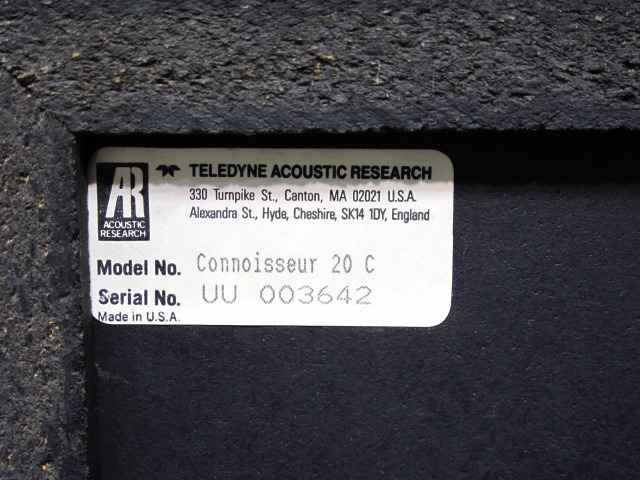 AR
ACOUSTIC
RESEARCH
TELEDYNE ACOUSTIC RESEARCH
330 Turnpike St., Canton, MA 02021 U.S.A.
Alexandra St., Hyde, Cheshire, SK14 1DY, England
Model No. Connoisseur 20 C
Serial No. UU 003642
Made in U.S.A.